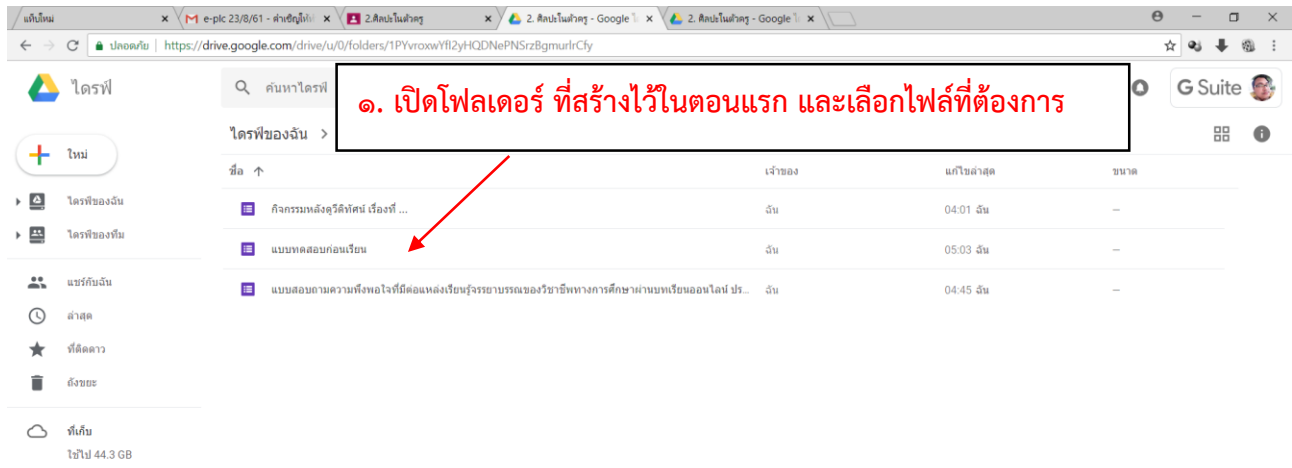 แท็บใหม่
e-plc 23/8/61 - คำเชิญให้
2.ศิลปะในตัวครู
2. ศิลปะในตัวครู - Google ไ
2. ศิลปะในตัวครู - Google ไ
ปลอดภัย | https://drive.google.com/drive/u/0/folders/1PYvroxwYfI2yHQDNePNSrzBgmurlrCfy
ไดรฟ์
ค้นหาไดรฟ์
G Suite
๑. เปิดโฟลเดอร์ ที่สร้างไว้ในตอนแรก และเลือกไฟล์ที่ต้องการ
ไดรฟ์ของฉัน >
ใหม่
ชื่อ ↑ เจ้าของ แก้ไขล่าสุด ขนาด
ไดรฟ์ของฉัน
กิจกรรมหลังดูวีดิทัศน์ เรื่องที่ ... ฉัน 04:01 ฉัน –
ไดรฟ์ของทีม
แบบทดสอบก่อนเรียน ฉัน 05:03 ฉัน –
แชร์กับฉัน
แบบสอบถามความพึงพอใจที่มีต่อแหล่งเรียนรู้จรรยาบรรณของวิชาชีพทางการศึกษาผ่านบทเรียนออนไลน์ ปร... ฉัน 04:45 ฉัน –
ล่าสุด
ที่ติดดาว
ถังขยะ
ที่เก็บ
ใช้ไป 44.3 GB